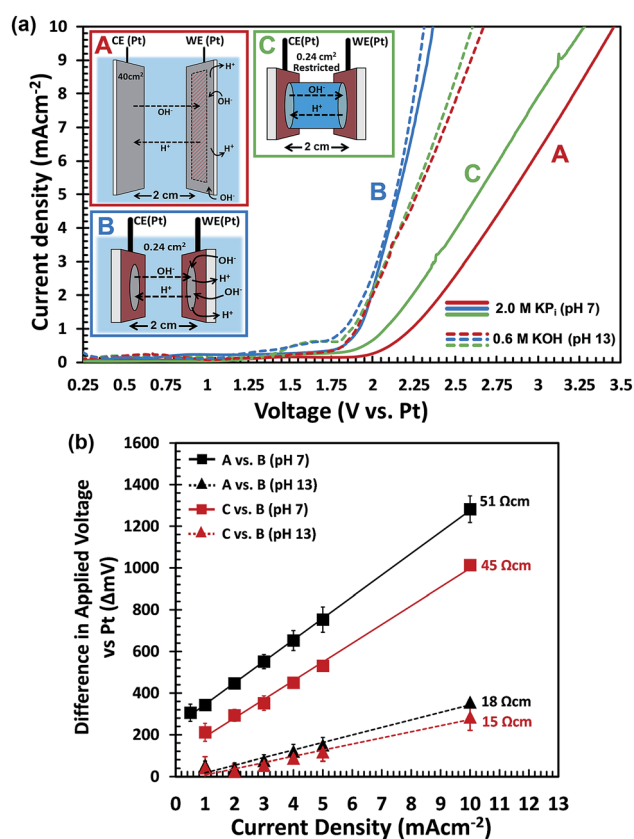 (a)
A
CE (Pt)
WE(Pt)
40cm²
OH⁻
H⁺
H⁺
OH⁻
H⁺
OH⁻
2 cm
B
CE(Pt)
WE(Pt)
0.24 cm²
OH⁻
H⁺
OH⁻
H⁺
OH⁻
H⁺
2 cm
C
CE(Pt)
WE(Pt)
0.24 cm²
Restricted
OH⁻
H⁺
2 cm
B
C
A
2.0 M KPᵢ (pH 7)
0.6 M KOH (pH 13)
Current density (mAcm⁻²)
10
9
8
7
6
5
4
3
2
1
0
0.25 0.5 0.75 1 1.25 1.5 1.75 2 2.25 2.5 2.75 3 3.25 3.5
Voltage (V vs. Pt)
(b)
A vs. B (pH 7)
A vs. B (pH 13)
C vs. B (pH 7)
C vs. B (pH 13)
51 Ωcm
45 Ωcm
18 Ωcm
15 Ωcm
Difference in Applied Voltage
vs Pt (ΔmV)
1600
1400
1200
1000
800
600
400
200
0
0 1 2 3 4 5 6 7 8 9 10 11 12 13
Current Density (mAcm⁻²)